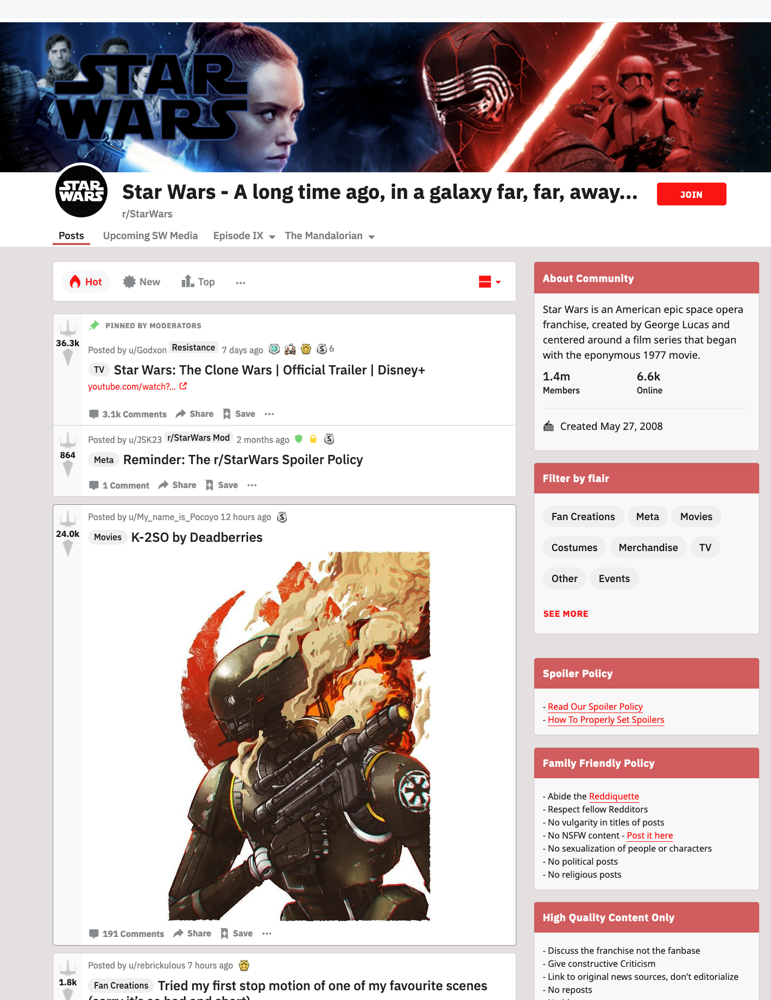 STAR
WARS
STAR
WARS
Star Wars - A long time ago, in a galaxy far, far, away...
JOIN
r/StarWars
Posts
Upcoming SW Media
Episode IX
The Mandalorian
Hot
New
Top
...
PINNED BY MODERATORS
36.3k
Posted by u/Godxon Resistance 7 days ago S 6
TV Star Wars: The Clone Wars | Official Trailer | Disney+
youtube.com/watch?...
3.1k Comments Share Save ...
Posted by u/JSK23 r/StarWars Mod 2 months ago S
864
Meta Reminder: The r/StarWars Spoiler Policy
1 Comment Share Save ...
Posted by u/My_name_is_Pocoyo 12 hours ago S
24.0k
Movies K-2SO by Deadberries
191 Comments Share Save ...
Posted by u/rebrickulous 7 hours ago
1.8k
Fan Creations Tried my first stop motion of one of my favourite scenes
(sorry it's so bad and short)
About Community
Star Wars is an American epic space opera
franchise, created by George Lucas and
centered around a film series that began
with the eponymous 1977 movie.
1.4m 6.6k
Members Online
Created May 27, 2008
Filter by flair
Fan Creations Meta Movies
Costumes Merchandise TV
Other Events
SEE MORE
Spoiler Policy
- Read Our Spoiler Policy
- How To Properly Set Spoilers
Family Friendly Policy
- Abide the Reddiquette
- Respect fellow Redditors
- No vulgarity in titles of posts
- No NSFW content - Post it here
- No sexualization of people or characters
- No political posts
- No religious posts
High Quality Content Only
- Discuss the franchise not the fanbase
- Give constructive Criticism
- Link to original news sources, don't editorialize
- No reposts